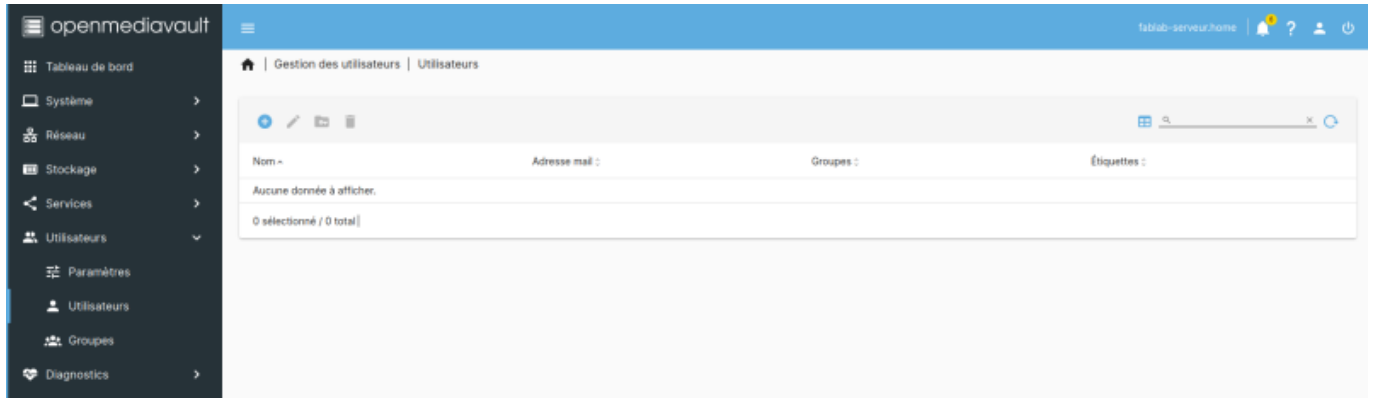 openmediavault
fablab-serveur.home
Tableau de bord
Gestion des utilisateurs | Utilisateurs
Système
Réseau
Stockage
Services
Utilisateurs
Paramètres
Utilisateurs
Groupes
Diagnostics
Nom
Adresse mail
Groupes
Étiquettes
Aucune donnée à afficher.
0 sélectionné / 0 total